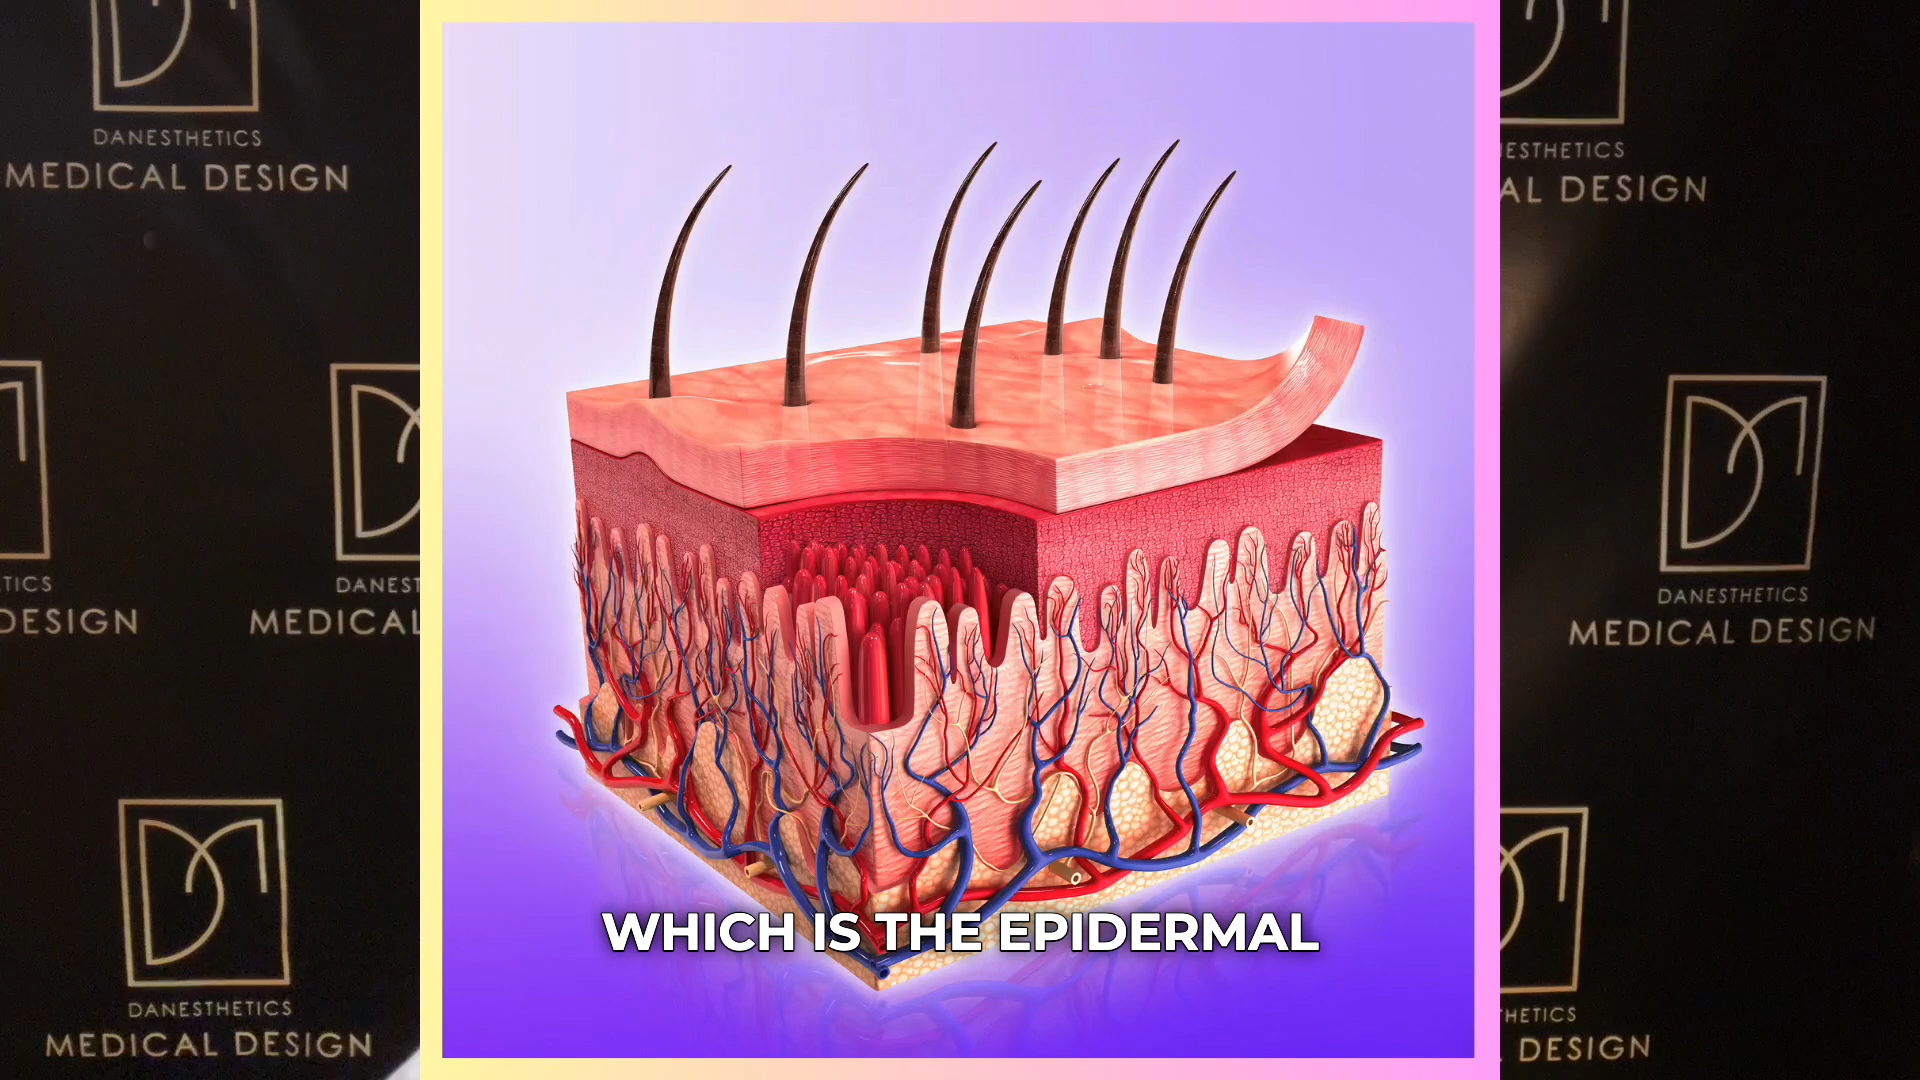 DANESTHETICS
MEDICAL DESIGN
ESTHETICS
AL DESIGN
TICS
DESIGN
DANEST
MEDICAL
DANESTHETICS
MEDICAL DESIGN
DANESTHETICS
MEDICAL DESIGN
HETICS
DESIGN
WHICH IS THE EPIDERMAL